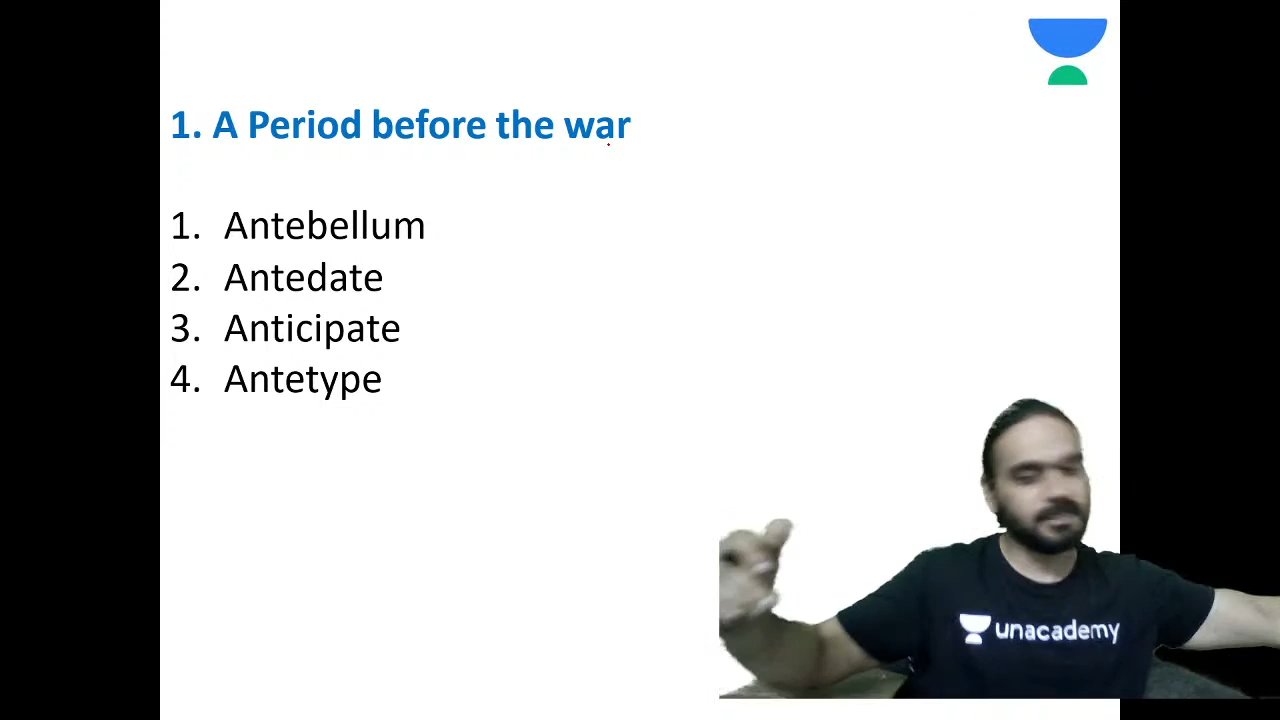 1. A Period before the war
1. Antebellum
2. Antedate
3. Anticipate
4. Antetype
unacademy